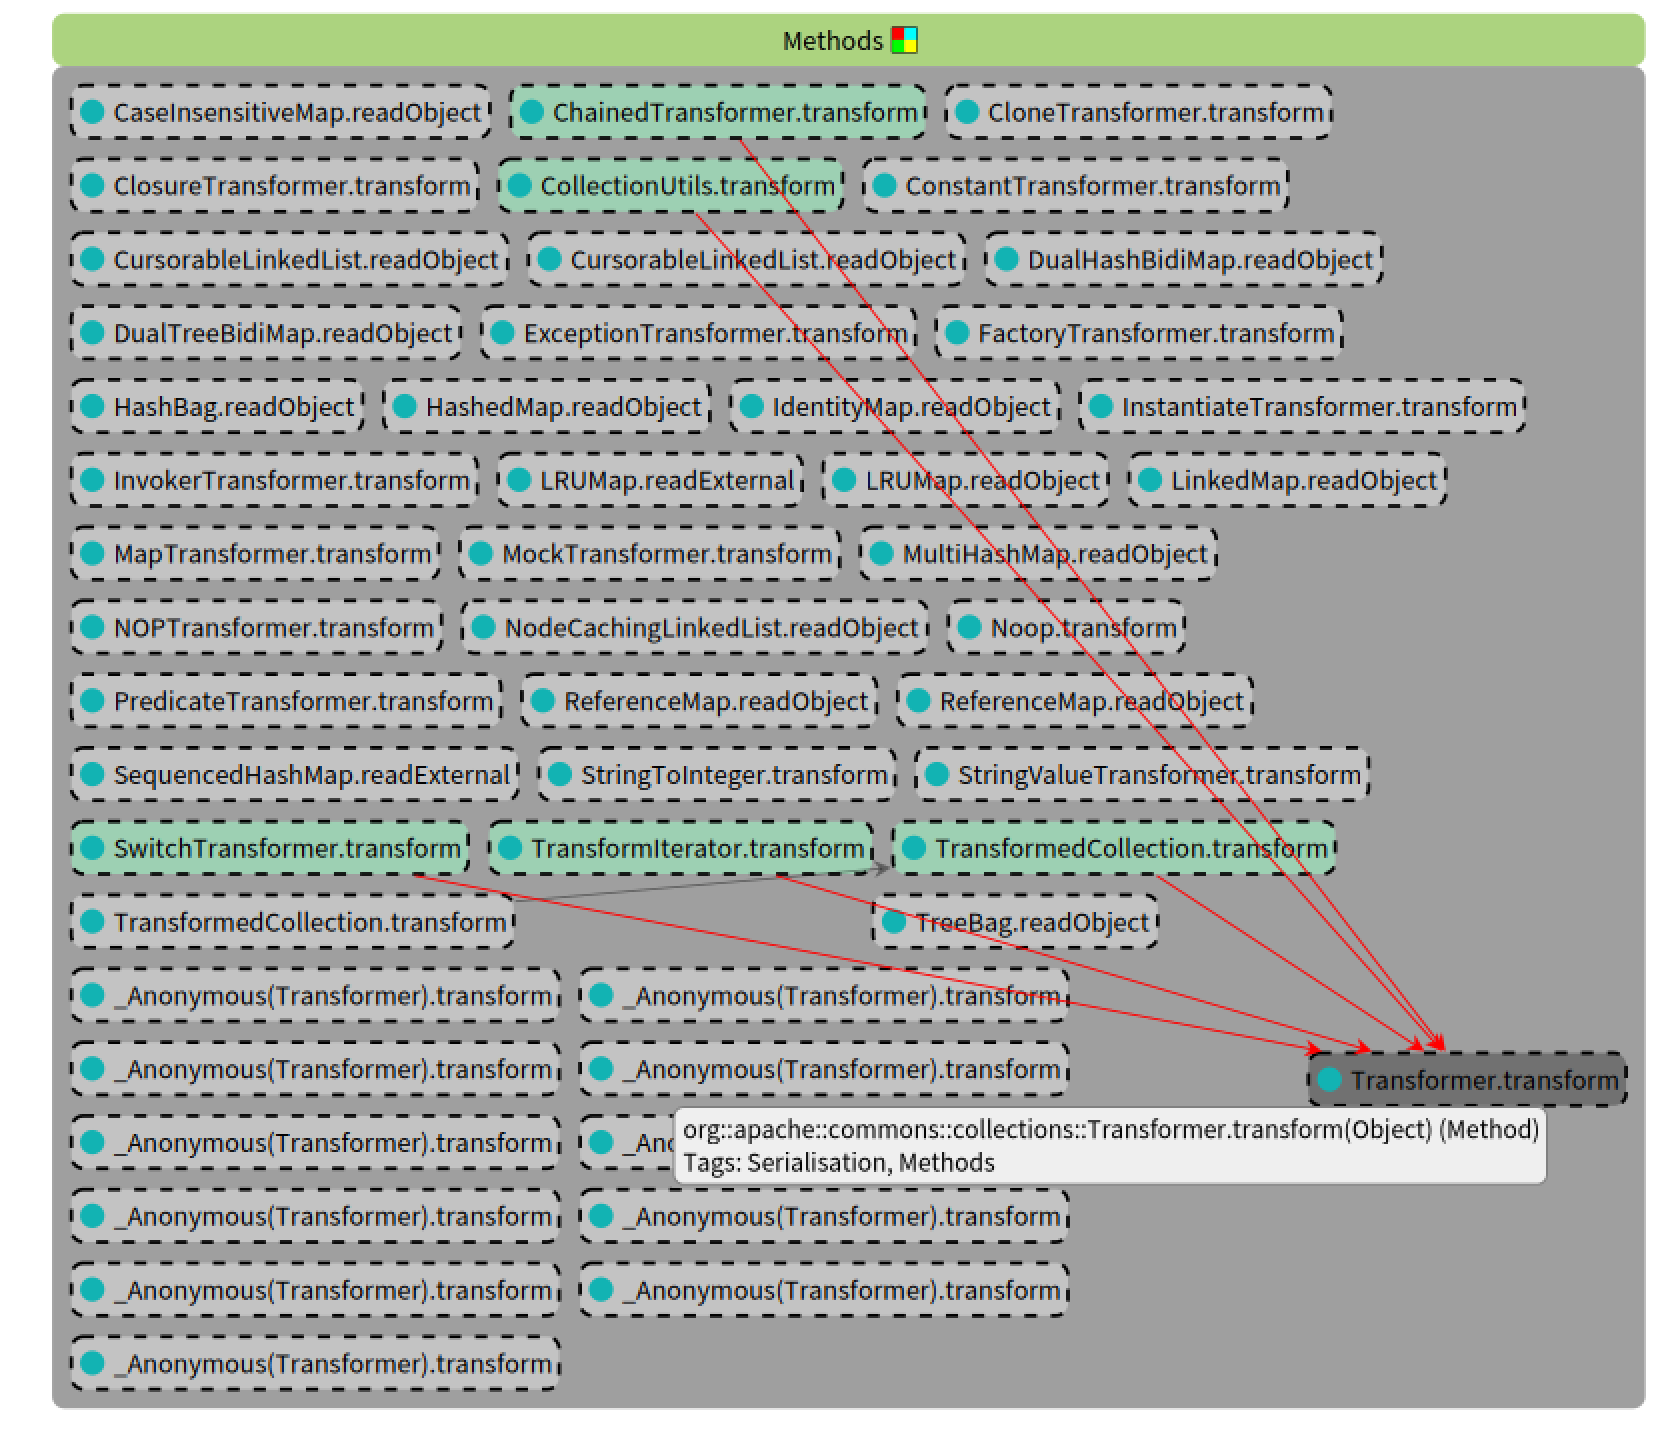 Methods
CaseInsensitiveMap.readObject ChainedTransformer.transform CloneTransformer.transform
ClosureTransformer.transform CollectionUtils.transform ConstantTransformer.transform
CursorableLinkedList.readObject CursorableLinkedList.readObject DualHashBidiMap.readObject
DualTreeBidiMap.readObject ExceptionTransformer.transform FactoryTransformer.transform
HashBag.readObject HashedMap.readObject IdentityMap.readObject InstantiateTransformer.transform
InvokerTransformer.transform LRUMap.readExternal LRUMap.readObject LinkedMap.readObject
MapTransformer.transform MockTransformer.transform MultiHashMap.readObject
NOPTransformer.transform NodeCachingLinkedList.readObject Noop.transform
PredicateTransformer.transform ReferenceMap.readObject ReferenceMap.readObject
SequencedHashMap.readExternal StringToInteger.transform StringValueTransformer.transform
SwitchTransformer.transform TransformIterator.transform TransformedCollection.transform
TransformedCollection.transform TreeBag.readObject
_Anonymous(Transformer).transform _Anonymous(Transformer).transform
_Anonymous(Transformer).transform _Anonymous(Transformer).transform
Transformer.transform
_Anonymous(Transformer).transform
org::apache::commons::collections::Transformer.transform(Object) (Method)
Tags: Serialisation, Methods
_Anonymous(Transformer).transform _Anonymous(Transformer).transform
_Anonymous(Transformer).transform _Anonymous(Transformer).transform
_Anonymous(Transformer).transform